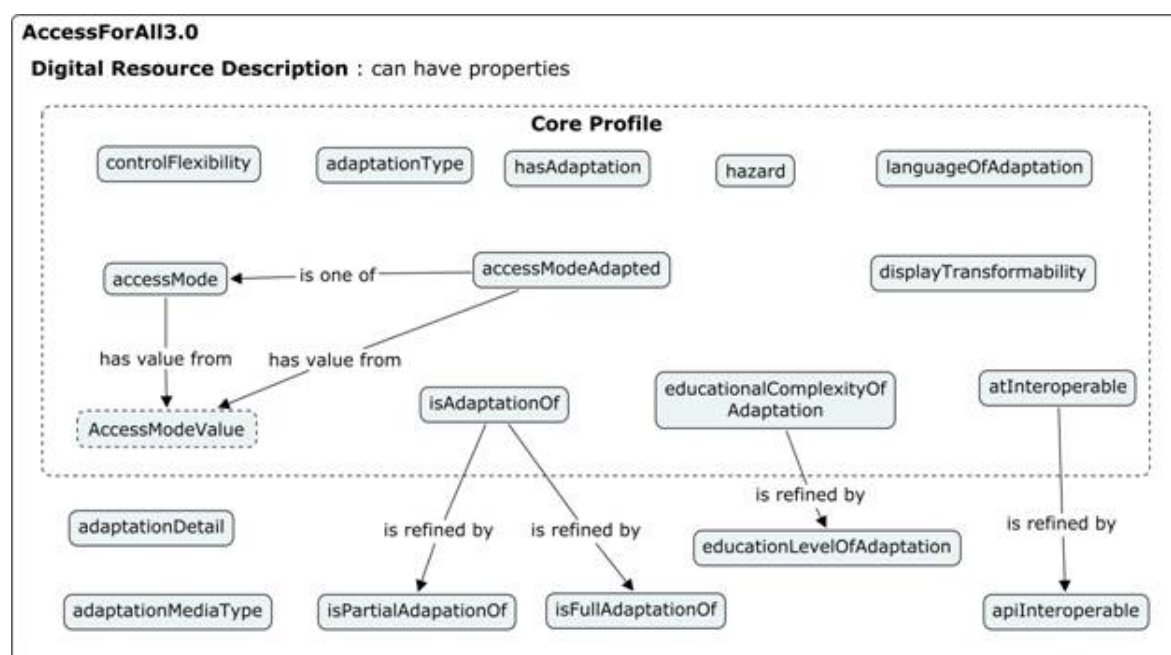 AccessForAll3.0
Digital Resource Description : can have properties
Core Profile
controlFlexibility
adaptationType
hasAdaptation
hazard
languageOfAdaptation
accessMode
is one of
accessModeAdapted
displayTransformability
has value from
has value from
AccessModeValue
isAdaptationOf
educationalComplexityOf
Adaptation
atInteroperable
is refined by
is refined by
is refined by
is refined by
adaptationDetail
educationLevelOfAdaptation
adaptationMediaType
isPartialAdapationOf
isFullAdaptationOf
apiInteroperable